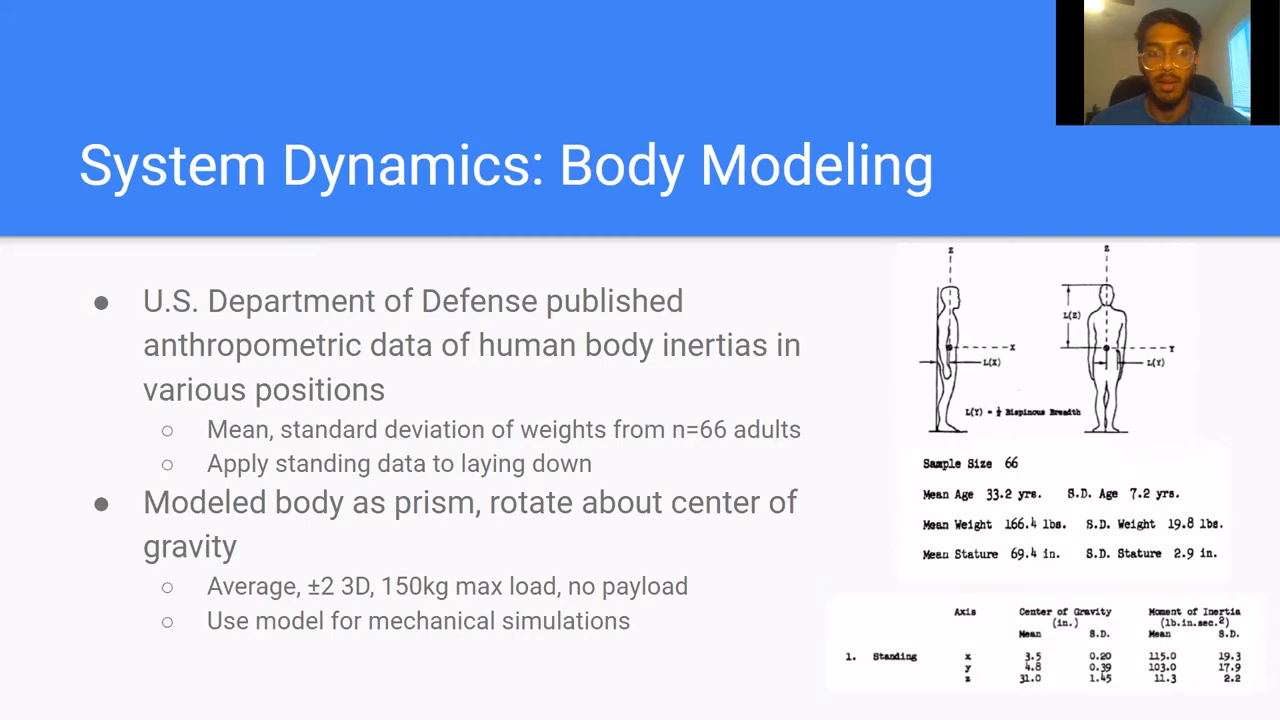 System Dynamics: Body Modeling
● U.S. Department of Defense published
anthropometric data of human body inertias in
various positions
○ Mean, standard deviation of weights from n=66 adults
○ Apply standing data to laying down
● Modeled body as prism, rotate about center of
gravity
○ Average, ±2 3D, 150kg max load, no payload
○ Use model for mechanical simulations
Z Z
L(Z)
X Y
L(X) L(Y)
L(Y) = ½ Bispinous Breadth
Sample Size 66
Mean Age 33.2 yrs. S.D. Age 7.2 yrs.
Mean Weight 166.4 lbs. S.D. Weight 19.8 lbs.
Mean Stature 69.4 in. S.D. Stature 2.9 in.
Axis Center of Gravity Moment of Inertia
(in.) (lb.in.sec.²)
Mean S.D. Mean S.D.
1. Standing x 3.5 0.20 115.0 19.3
y 4.8 0.39 103.0 17.9
z 31.0 1.45 11.3 2.2